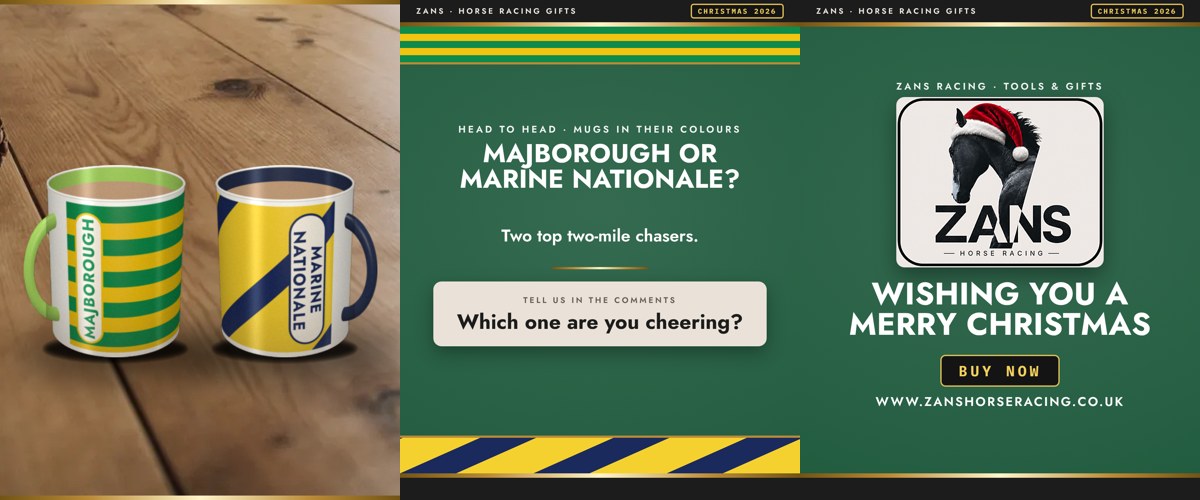 MAJBOROUGH
MARINE
NATIONALE
ZANS · HORSE RACING GIFTS
CHRISTMAS 2026
HEAD TO HEAD · MUGS IN THEIR COLOURS
MAJBOROUGH OR
MARINE NATIONALE?
Two top two-mile chasers.
TELL US IN THE COMMENTS
Which one are you cheering?
ZANS · HORSE RACING GIFTS
CHRISTMAS 2026
ZANS RACING · TOOLS & GIFTS
ZANS
HORSE RACING
WISHING YOU A
MERRY CHRISTMAS
BUY NOW
WWW.ZANSHORSERACING.CO.UK